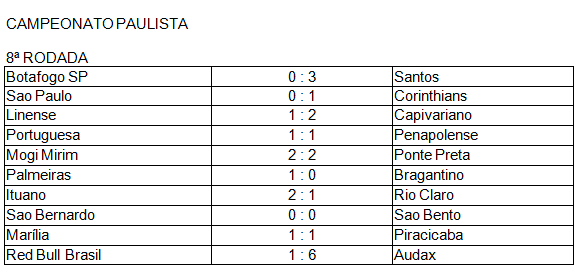 CAMPEONATO PAULISTA
8ª RODADA
Botafogo SP 0 : 3 Santos
Sao Paulo 0 : 1 Corinthians
Linense 1 : 2 Capivariano
Portuguesa 1 : 1 Penapolense
Mogi Mirim 2 : 2 Ponte Preta
Palmeiras 1 : 0 Bragantino
Ituano 2 : 1 Rio Claro
Sao Bernardo 0 : 0 Sao Bento
Marília 1 : 1 Piracicaba
Red Bull Brasil 1 : 6 Audax